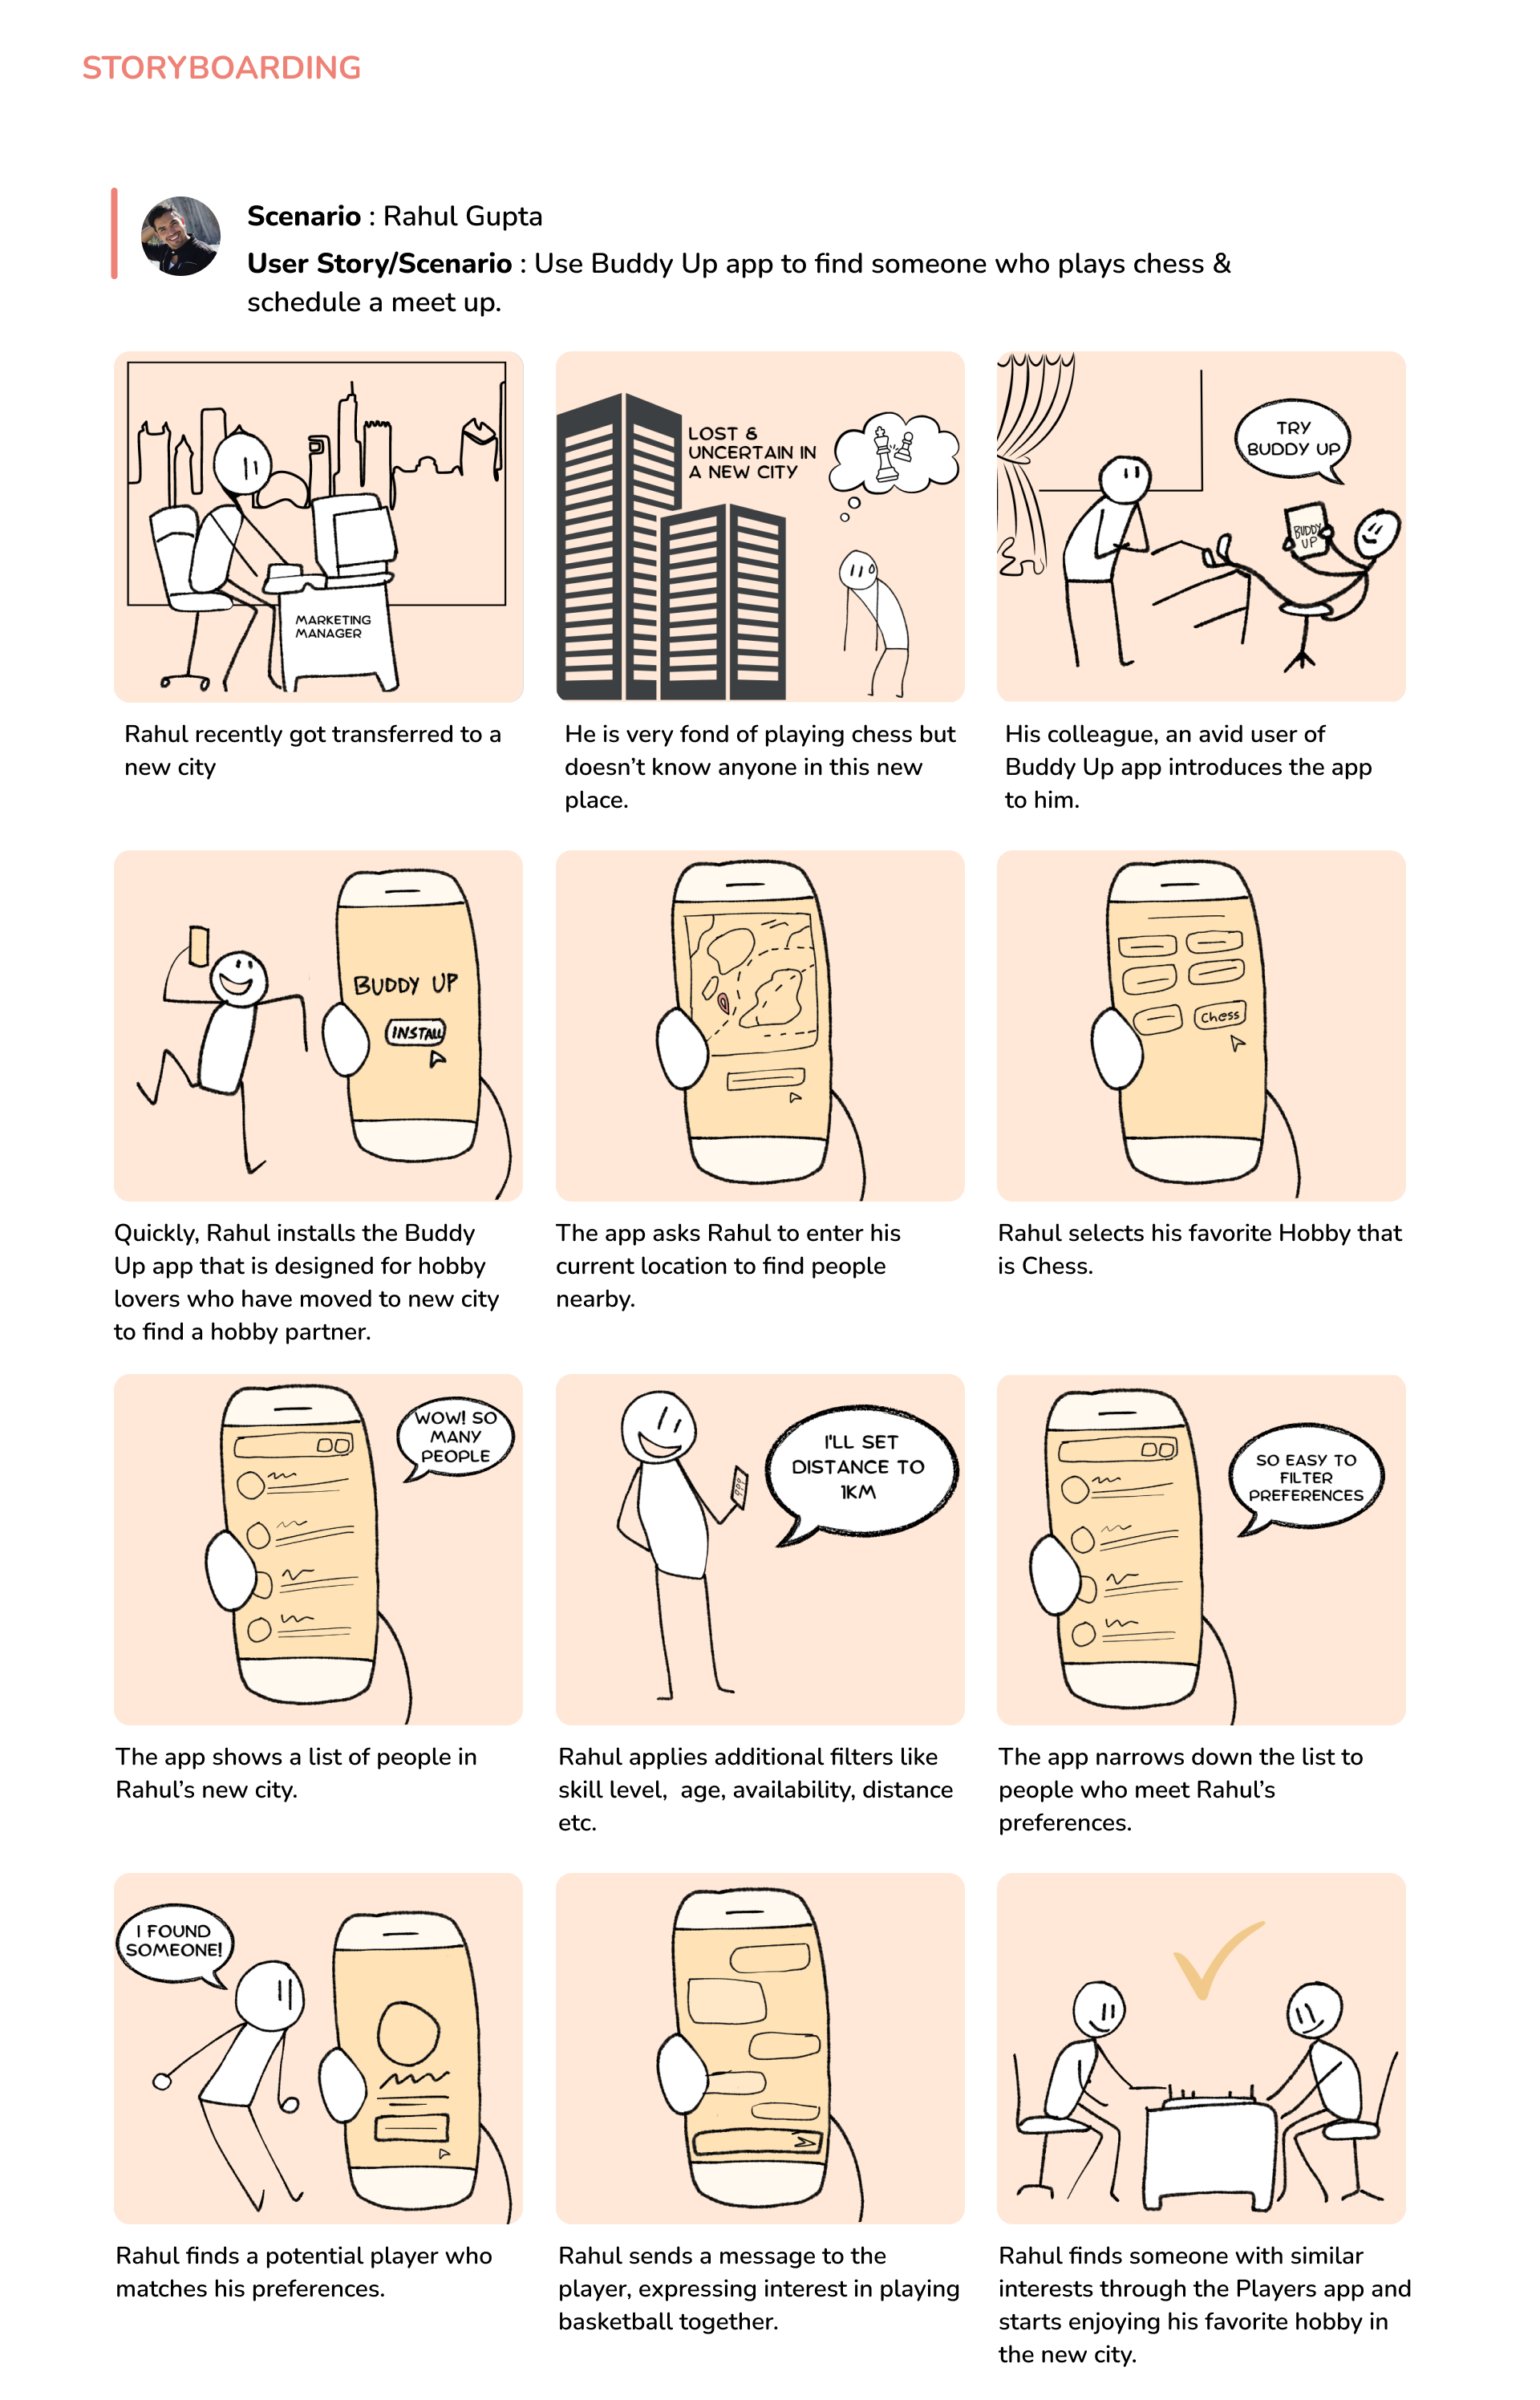 STORYBOARDING
Scenario : Rahul Gupta
User Story/Scenario : Use Buddy Up app to find someone who plays chess &
schedule a meet up.
MARKETING
MANAGER
LOST &
UNCERTAIN IN
A NEW CITY
TRY
BUDDY UP
BUDDY
UP
Rahul recently got transferred to a
new city
He is very fond of playing chess but
doesn't know anyone in this new
place.
His colleague, an avid user of
Buddy Up app introduces the app
to him.
BUDDY UP
INSTALL
Chess
Quickly, Rahul installs the Buddy
Up app that is designed for hobby
lovers who have moved to new city
to find a hobby partner.
The app asks Rahul to enter his
current location to find people
nearby.
Rahul selects his favorite Hobby that
is Chess.
WOW! SO
MANY
PEOPLE
I'LL SET
DISTANCE TO
1KM
SO EASY TO
FILTER
PREFERENCES
The app shows a list of people in
Rahul's new city.
Rahul applies additional filters like
skill level,  age, availability, distance
etc.
The app narrows down the list to
people who meet Rahul's
preferences.
I FOUND
SOMEONE!
Rahul finds a potential player who
matches his preferences.
Rahul sends a message to the
player, expressing interest in playing
basketball together.
Rahul finds someone with similar
interests through the Players app and
starts enjoying his favorite hobby in
the new city.